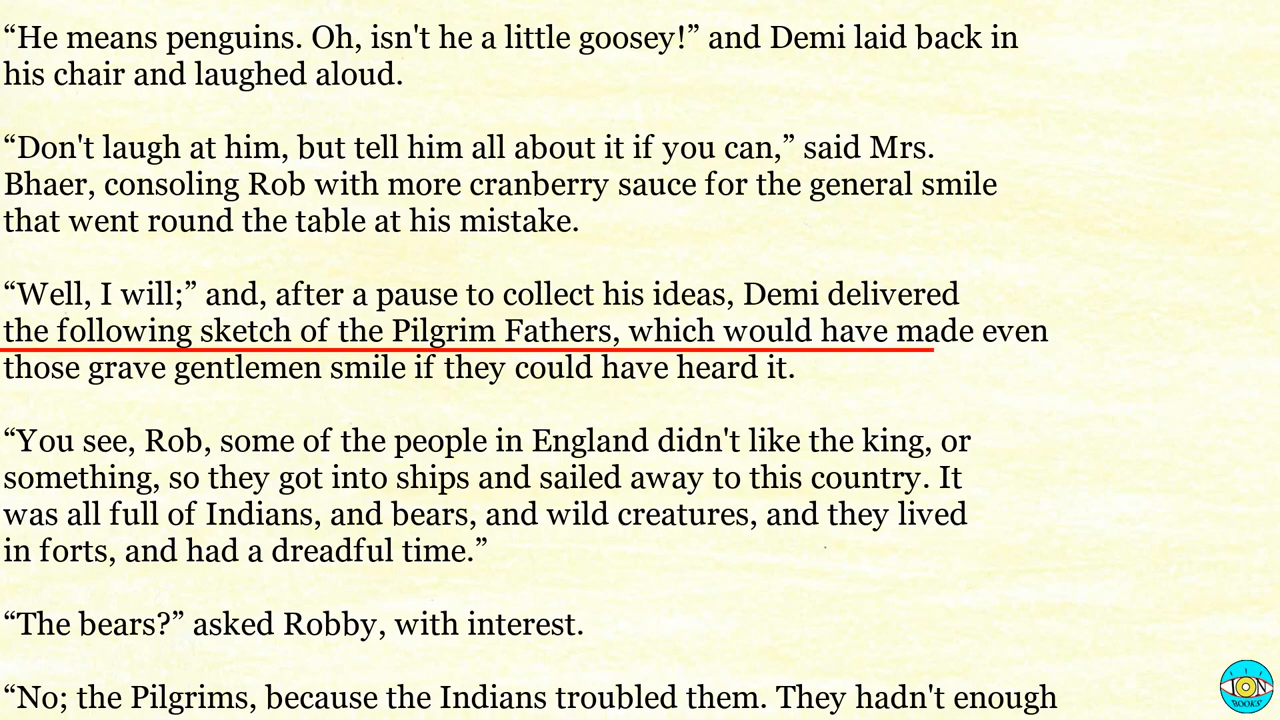 “He means penguins. Oh, isn't he a little goosey!” and Demi laid back in
his chair and laughed aloud.
“Don't laugh at him, but tell him all about it if you can,” said Mrs.
Bhaer, consoling Rob with more cranberry sauce for the general smile
that went round the table at his mistake.
“Well, I will;” and, after a pause to collect his ideas, Demi delivered
the following sketch of the Pilgrim Fathers, which would have made even
those grave gentlemen smile if they could have heard it.
“You see, Rob, some of the people in England didn't like the king, or
something, so they got into ships and sailed away to this country. It
was all full of Indians, and bears, and wild creatures, and they lived
in forts, and had a dreadful time.”
“The bears?” asked Robby, with interest.
“No; the Pilgrims, because the Indians troubled them. They hadn't enough
ION
BOOKS